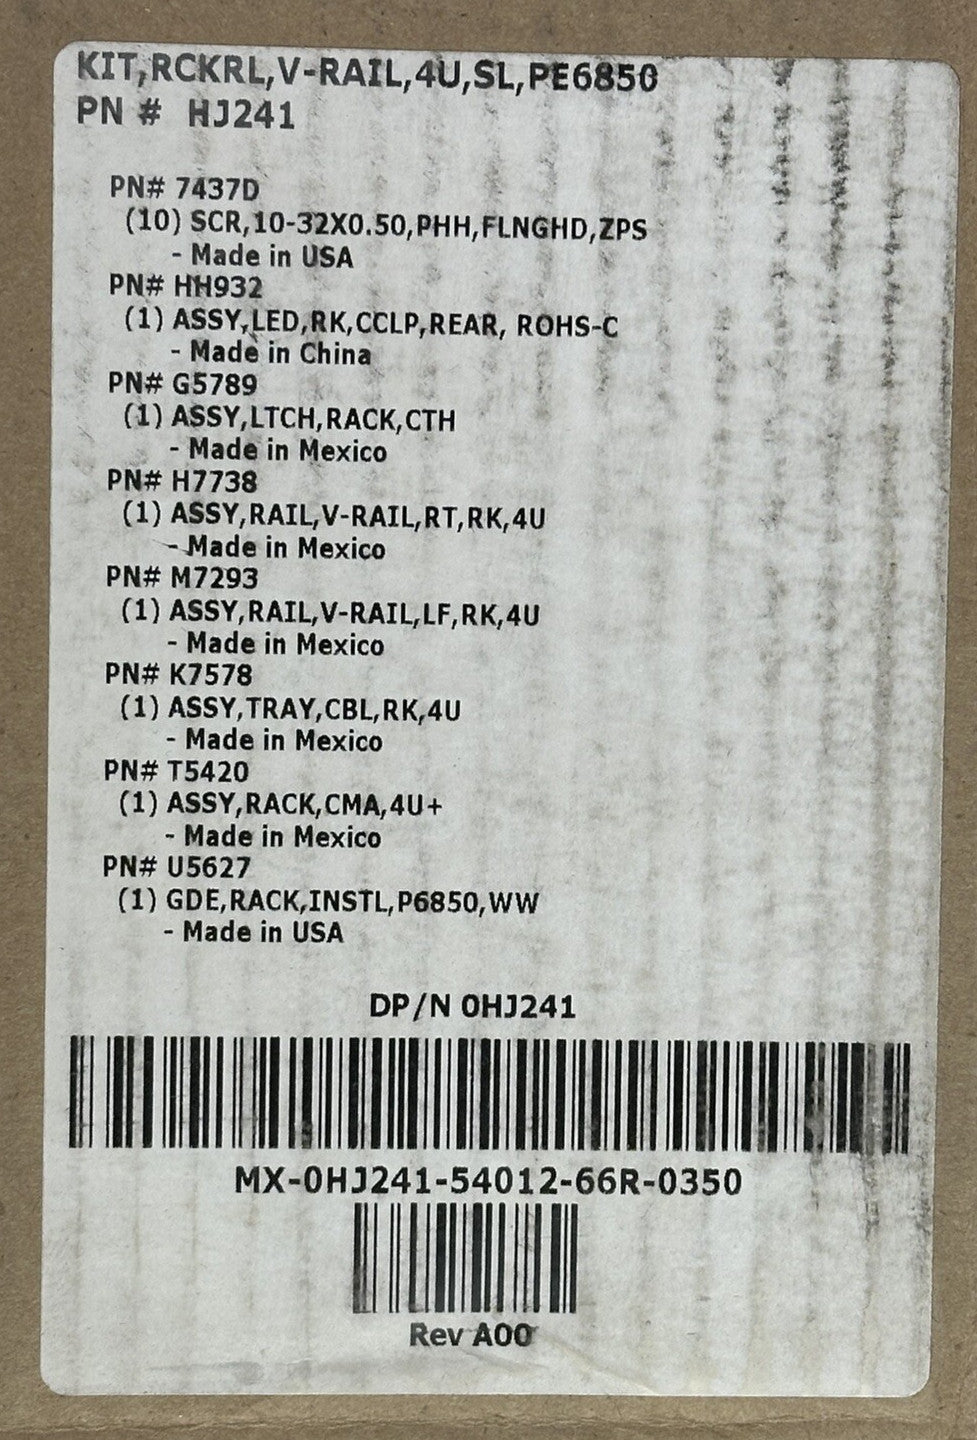 KIT,RCKRL,V-RAIL,4U,SL,PE6850
PN # HJ241
PN# 7437D
(10) SCR,10-32X0.50,PHH,FLNGHD,ZPS
- Made in USA
PN# HH932
(1) ASSY,LED,RK,CCLP,REAR, ROHS-C
- Made in China
PN# G5789
(1) ASSY,LTCH,RACK,CTH
- Made in Mexico
PN# H7738
(1) ASSY,RAIL,V-RAIL,RT,RK,4U
- Made in Mexico
PN# M7293
(1) ASSY,RAIL,V-RAIL,LF,RK,4U
- Made in Mexico
PN# K7578
(1) ASSY,TRAY,CBL,RK,4U
- Made in Mexico
PN# T5420
(1) ASSY,RACK,CMA,4U+
- Made in Mexico
PN# U5627
(1) GDE,RACK,INSTL,P6850,WW
- Made in USA
DP/N 0HJ241
MX-0HJ241-54012-66R-0350
Rev A00